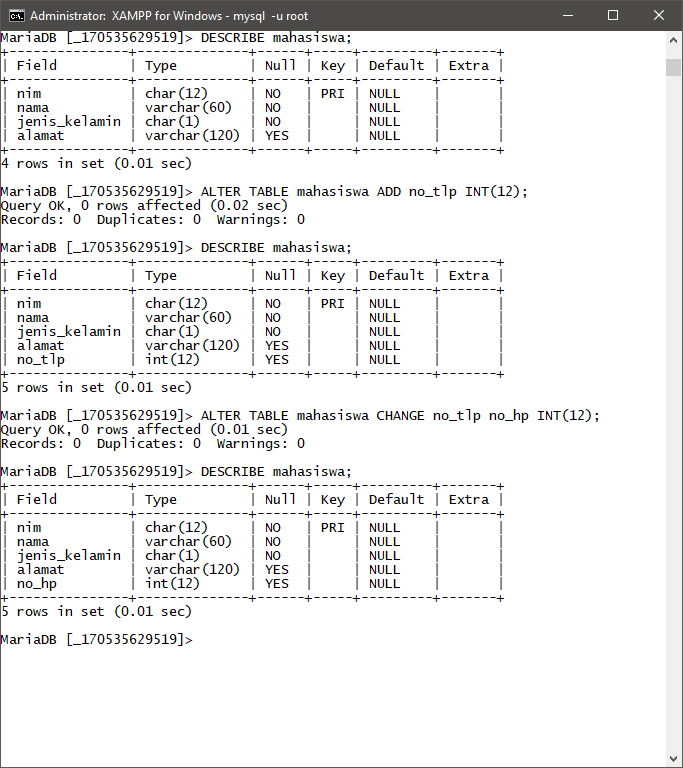 Administrator:  XAMPP for Windows - mysql  -u root
MariaDB [_170535629519]> DESCRIBE mahasiswa;
+---------------+--------------+------+-----+---------+-------+
| Field         | Type         | Null | Key | Default | Extra |
+---------------+--------------+------+-----+---------+-------+
| nim           | char(12)     | NO   | PRI | NULL    |       |
| nama          | varchar(60)  | NO   |     | NULL    |       |
| jenis_kelamin | char(1)      | NO   |     | NULL    |       |
| alamat        | varchar(120) | YES  |     | NULL    |       |
+---------------+--------------+------+-----+---------+-------+
4 rows in set (0.01 sec)

MariaDB [_170535629519]> ALTER TABLE mahasiswa ADD no_tlp INT(12);
Query OK, 0 rows affected (0.02 sec)
Records: 0  Duplicates: 0  Warnings: 0

MariaDB [_170535629519]> DESCRIBE mahasiswa;
+---------------+--------------+------+-----+---------+-------+
| Field         | Type         | Null | Key | Default | Extra |
+---------------+--------------+------+-----+---------+-------+
| nim           | char(12)     | NO   | PRI | NULL    |       |
| nama          | varchar(60)  | NO   |     | NULL    |       |
| jenis_kelamin | char(1)      | NO   |     | NULL    |       |
| alamat        | varchar(120) | YES  |     | NULL    |       |
| no_tlp        | int(12)      | YES  |     | NULL    |       |
+---------------+--------------+------+-----+---------+-------+
5 rows in set (0.01 sec)

MariaDB [_170535629519]> ALTER TABLE mahasiswa CHANGE no_tlp no_hp INT(12);
Query OK, 0 rows affected (0.01 sec)
Records: 0  Duplicates: 0  Warnings: 0

MariaDB [_170535629519]> DESCRIBE mahasiswa;
+---------------+--------------+------+-----+---------+-------+
| Field         | Type         | Null | Key | Default | Extra |
+---------------+--------------+------+-----+---------+-------+
| nim           | char(12)     | NO   | PRI | NULL    |       |
| nama          | varchar(60)  | NO   |     | NULL    |       |
| jenis_kelamin | char(1)      | NO   |     | NULL    |       |
| alamat        | varchar(120) | YES  |     | NULL    |       |
| no_hp         | int(12)      | YES  |     | NULL    |       |
+---------------+--------------+------+-----+---------+-------+
5 rows in set (0.01 sec)

MariaDB [_170535629519]>